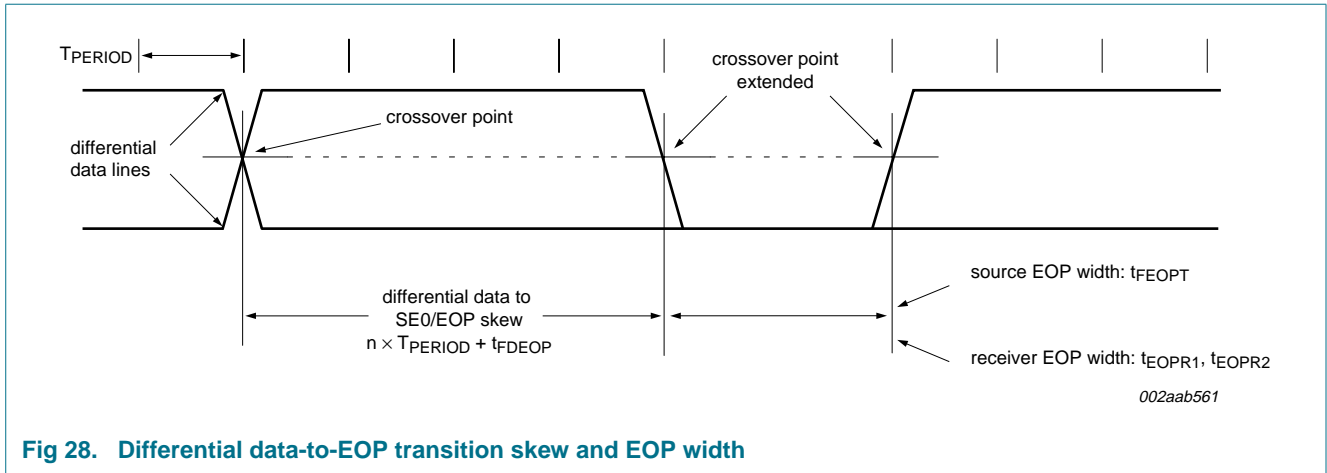 TPERIOD
crossover point
extended
crossover point
differential
data lines
source EOP width: tFEOPT
differential data to
SE0/EOP skew
n × TPERIOD + tFDEOP
receiver EOP width: tEOPR1, tEOPR2
002aab561
Fig 28. Differential data-to-EOP transition skew and EOP width